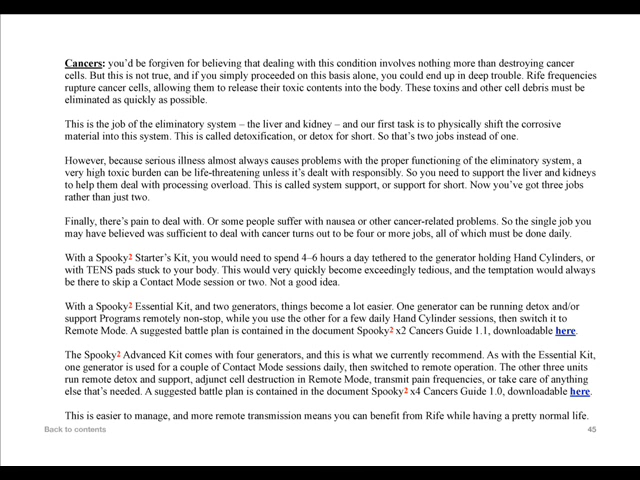 Cancers: you'd be forgiven for believing that dealing with this condition involves nothing more than destroying cancer
cells. But this is not true, and if you simply proceeded on this basis alone, you could end up in deep trouble. Rife frequencies
rupture cancer cells, allowing them to release their toxic contents into the body. These toxins and other cell debris must be
eliminated as quickly as possible.
This is the job of the eliminatory system – the liver and kidney – and our first task is to physically shift the corrosive
material into this system. This is called detoxification, or detox for short. So that's two jobs instead of one.
However, because serious illness almost always causes problems with the proper functioning of the eliminatory system, a
very high toxic burden can be life-threatening unless it's dealt with responsibly. So you need to support the liver and kidneys
to help them deal with processing overload. This is called system support, or support for short. Now you've got three jobs
rather than just two.
Finally, there's pain to deal with. Or some people suffer with nausea or other cancer-related problems. So the single job you
may have believed was sufficient to deal with cancer turns out to be four or more jobs, all of which must be done daily.
With a Spooky2 Starter's Kit, you would need to spend 4–6 hours a day tethered to the generator holding Hand Cylinders, or
with TENS pads stuck to your body. This would very quickly become exceedingly tedious, and the temptation would always
be there to skip a Contact Mode session or two. Not a good idea.
With a Spooky2 Essential Kit, and two generators, things become a lot easier. One generator can be running detox and/or
support Programs remotely non-stop, while you use the other for a few daily Hand Cylinder sessions, then switch it to
Remote Mode. A suggested battle plan is contained in the document Spooky2 x2 Cancers Guide 1.1, downloadable here.
The Spooky2 Advanced Kit comes with four generators, and this is what we currently recommend. As with the Essential Kit,
one generator is used for a couple of Contact Mode sessions daily, then switched to remote operation. The other three units
run remote detox and support, adjunct cell destruction in Remote Mode, transmit pain frequencies, or take care of anything
else that's needed. A suggested battle plan is contained in the document Spooky2 x4 Cancers Guide 1.0, downloadable here.
This is easier to manage, and more remote transmission means you can benefit from Rife while having a pretty normal life.
Back to contents 45